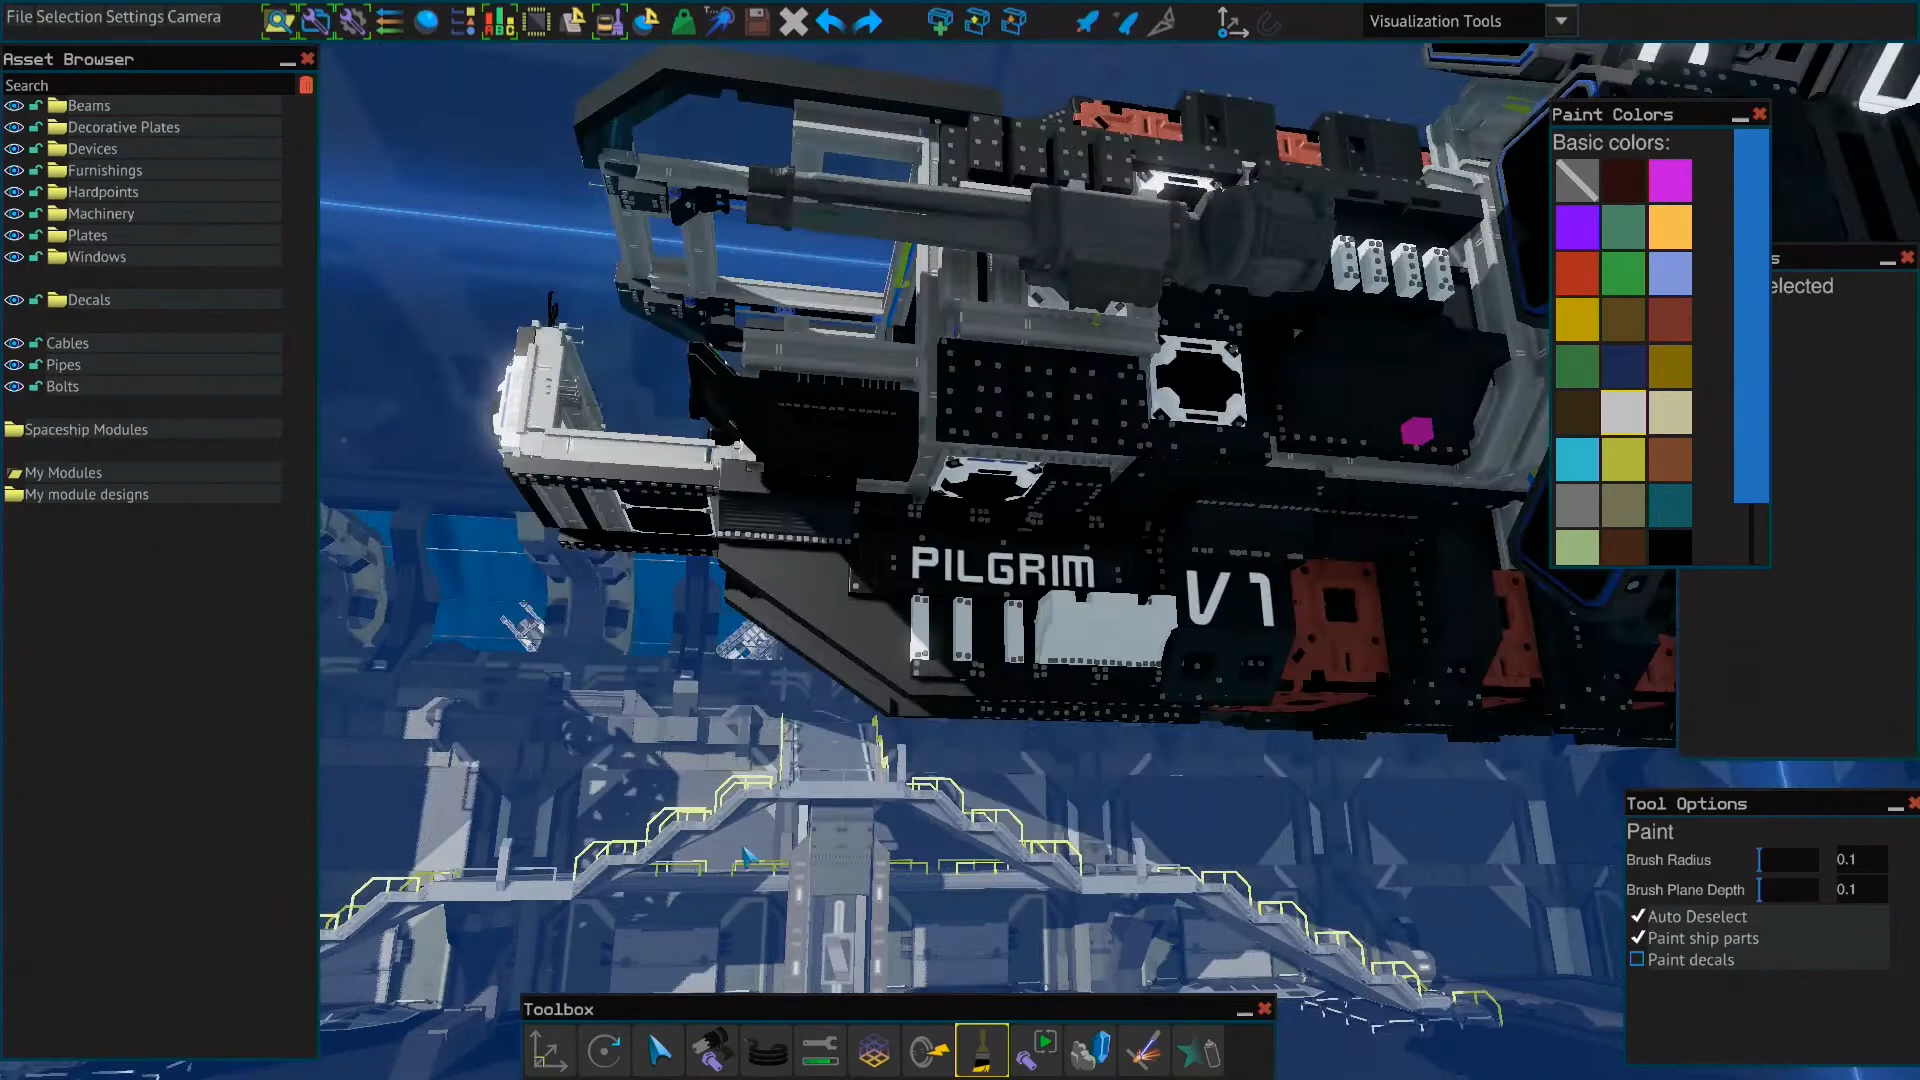 File Selection Settings Camera
ABC
Visualization Tools
Asset Browser
Search
Beams
Decorative Plates
Devices
Furnishings
Hardpoints
Machinery
Plates
Windows
Decals
Cables
Pipes
Bolts
Spaceship Modules
My Modules
My module designs
Paint Colors
Basic colors:
s
elected
PILGRIM
V1
Tool Options
Paint
Brush Radius 0.1
Brush Plane Depth 0.1
Auto Deselect
Paint ship parts
Paint decals
Toolbox